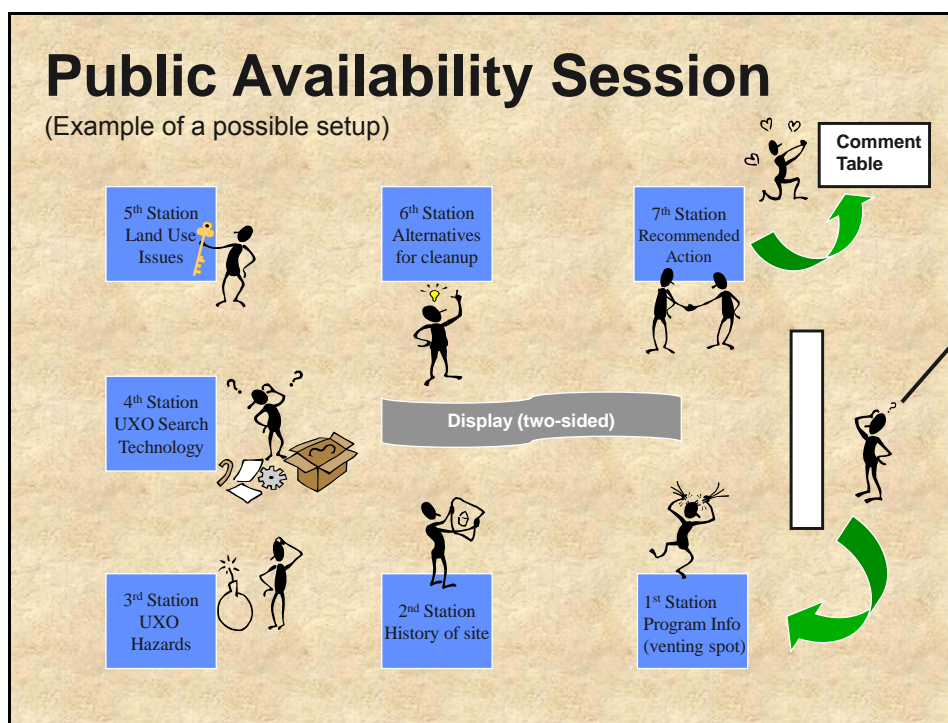 Public Availability Session
(Example of a possible setup)
Comment
Table
5th Station
Land Use
Issues
6th Station
Alternatives
for cleanup
7th Station
Recommended
Action
4th Station
UXO Search
Technology
Display (two-sided)
3rd Station
UXO
Hazards
2nd Station
History of site
1st Station
Program Info
(venting spot)